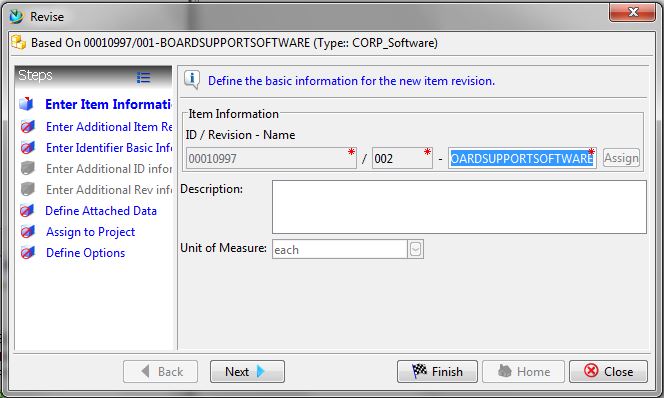 Revise
Based On 00010997/001-BOARDSUPPORTSOFTWARE (Type:: CORP_Software)
Steps
Enter Item Informati
Enter Additional Item Re
Enter Identifier Basic Inf
Enter Additional ID infor
Enter Additional Rev info
Define Attached Data
Assign to Project
Define Options
Define the basic information for the new item revision.
Item Information
ID / Revision - Name
00010997 * / 002 * - OARDSUPPORTSOFTWARE * Assign
Description:
Unit of Measure: each
Back Next Finish Home Close